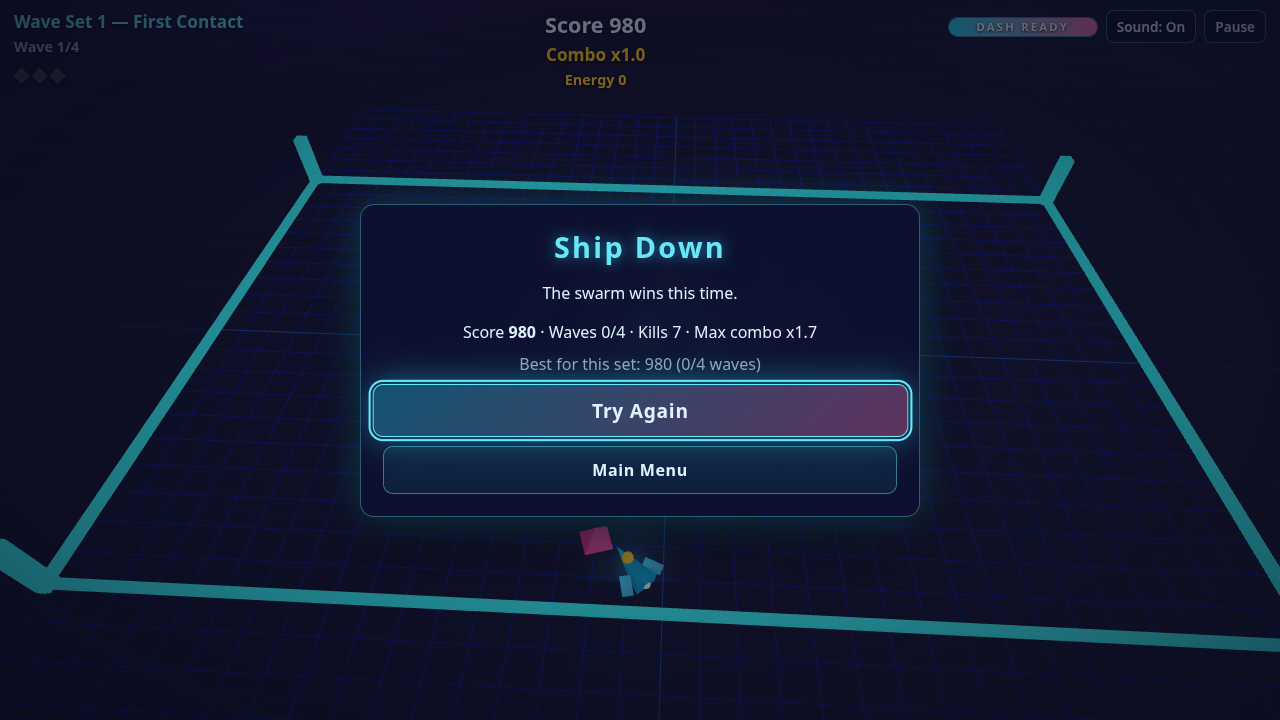 Wave Set 1 — First Contact
Wave 1/4
Score 980
Combo x1.0
Energy 0
DASH READY
Sound: On
Pause
Ship Down
The swarm wins this time.
Score 980 · Waves 0/4 · Kills 7 · Max combo x1.7
Best for this set: 980 (0/4 waves)
Try Again
Main Menu